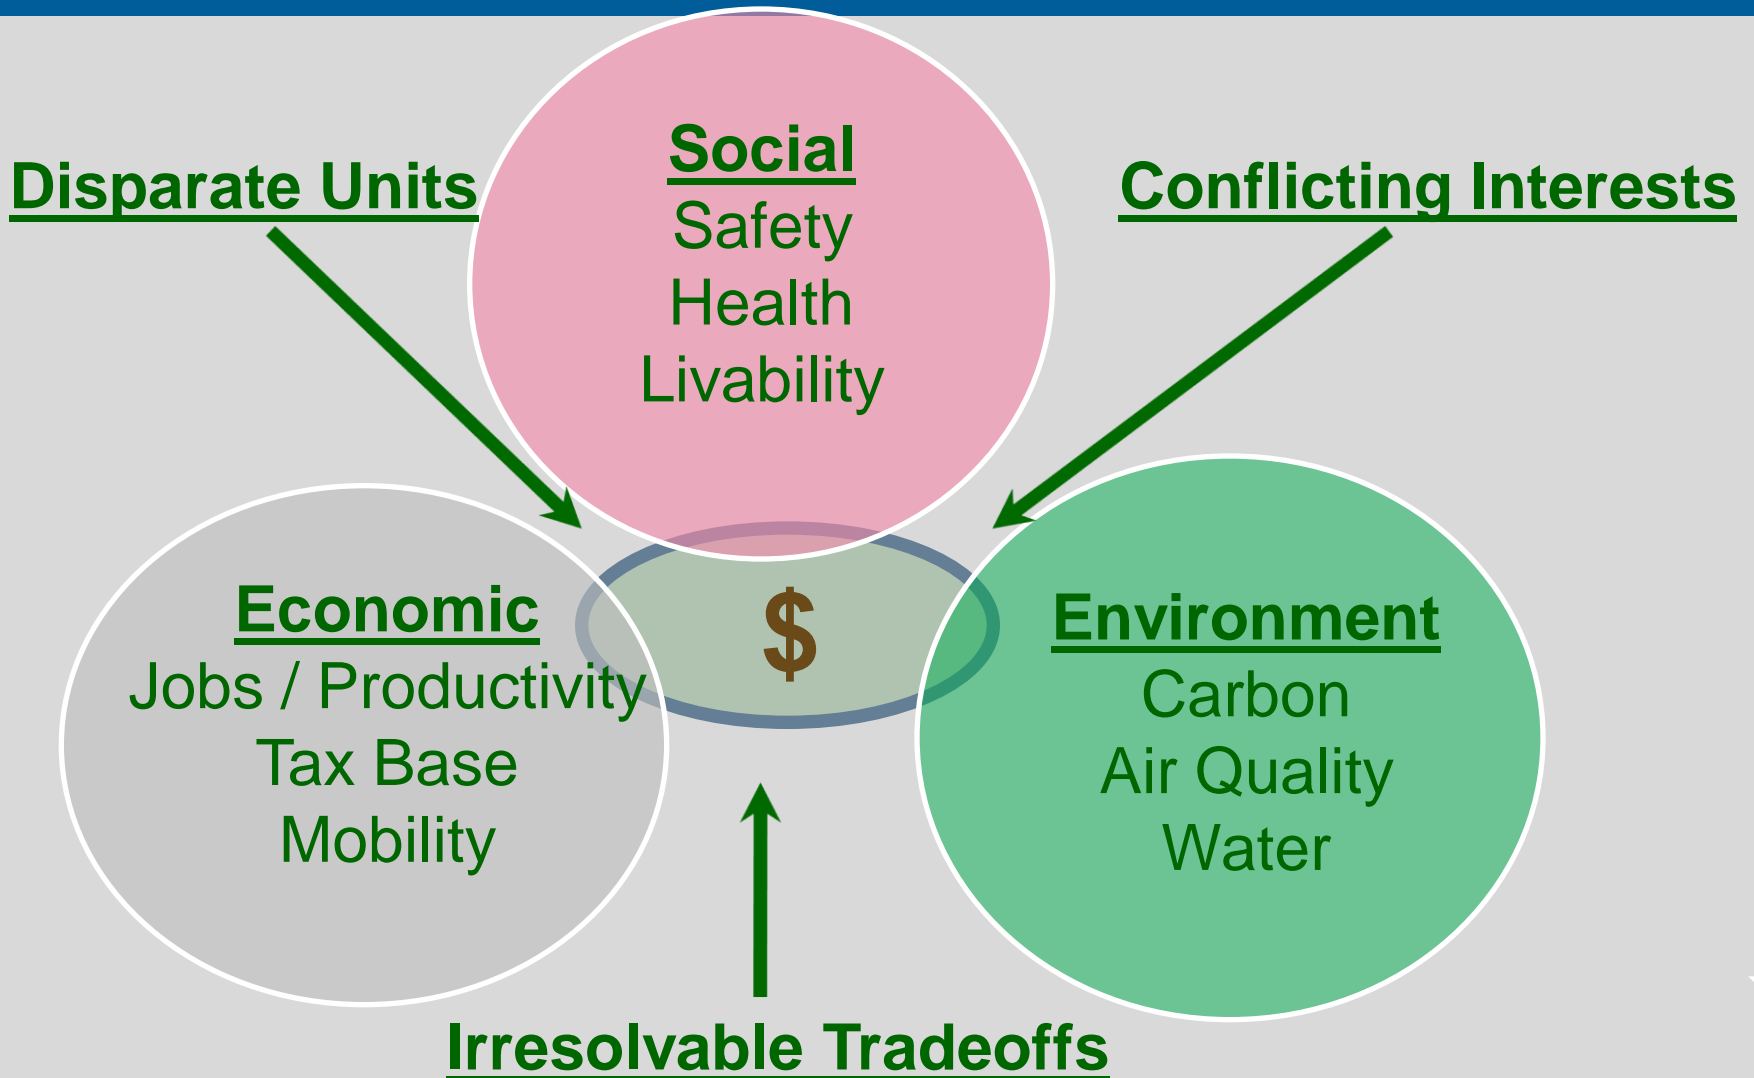 Social
Safety
Health
Livability
Disparate Units
Conflicting Interests
$
Economic
Jobs / Productivity
Tax Base
Mobility
Environment
Carbon
Air Quality
Water
Irresolvable Tradeoffs